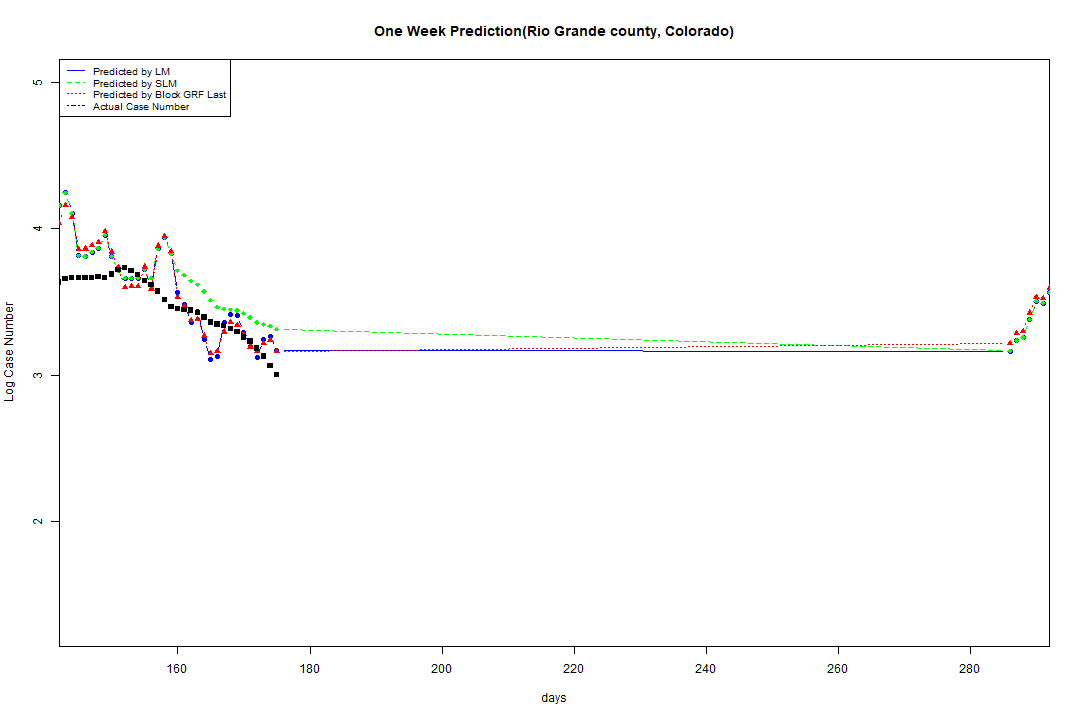 One Week Prediction(Rio Grande county, Colorado)
Predicted by LM
Predicted by SLM
Predicted by Block GRF Last
Actual Case Number
5
4
3
2
Log Case Number
160
180
200
220
240
260
280
days